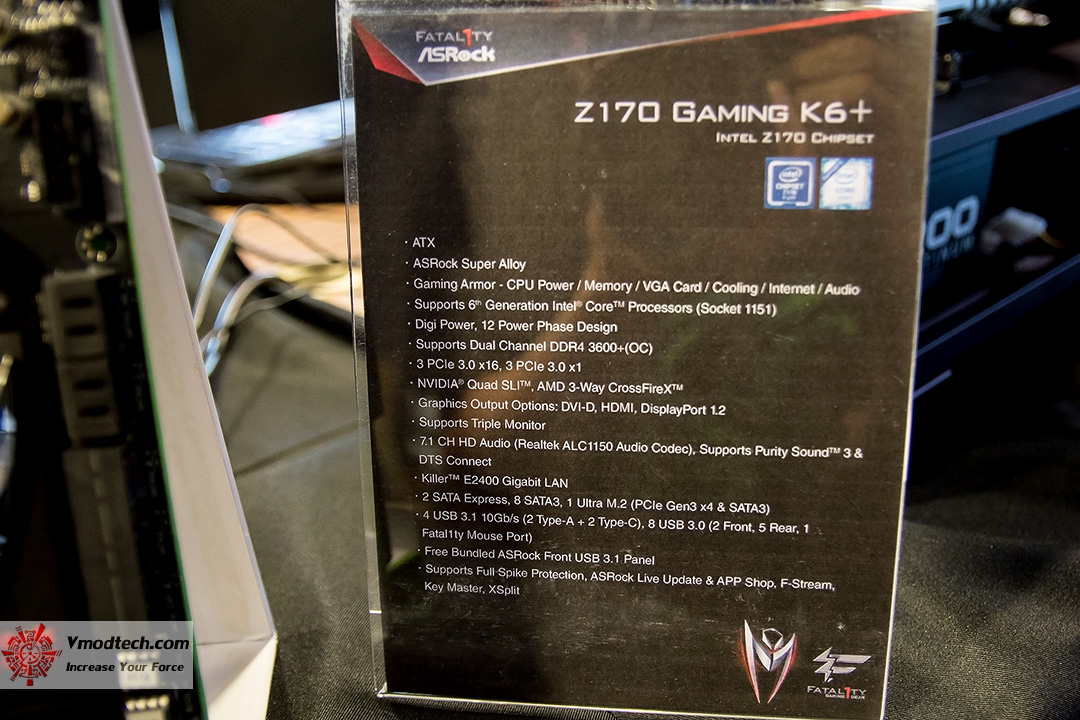 FATAL1TY
ASRock
Z170 GAMING K6+
INTEL Z170 CHIPSET
intel
CHIPSET
Z170
intel
CORE
· ATX
· ASRock Super Alloy
· Gaming Armor - CPU Power / Memory / VGA Card / Cooling / Internet / Audio
· Supports 6th Generation Intel® Core™ Processors (Socket 1151)
· Digi Power, 12 Power Phase Design
· Supports Dual Channel DDR4 3600+(OC)
· 3 PCIe 3.0 x16, 3 PCIe 3.0 x1
· NVIDIA® Quad SLI™, AMD 3-Way CrossFireX™
· Graphics Output Options: DVI-D, HDMI, DisplayPort 1.2
· Supports Triple Monitor
· 7.1 CH HD Audio (Realtek ALC1150 Audio Codec), Supports Purity Sound™ 3 &
DTS Connect
· Killer™ E2400 Gigabit LAN
· 2 SATA Express, 8 SATA3, 1 Ultra M.2 (PCIe Gen3 x4 & SATA3)
· 4 USB 3.1 10Gb/s (2 Type-A + 2 Type-C), 8 USB 3.0 (2 Front, 5 Rear, 1
Fatal1ty Mouse Port)
· Free Bundled ASRock Front USB 3.1 Panel
· Supports Full Spike Protection, ASRock Live Update & APP Shop, F-Stream,
Key Master, XSplit
FATAL1TY
GAMING GEAR
Vmodtech.com
Increase Your Force